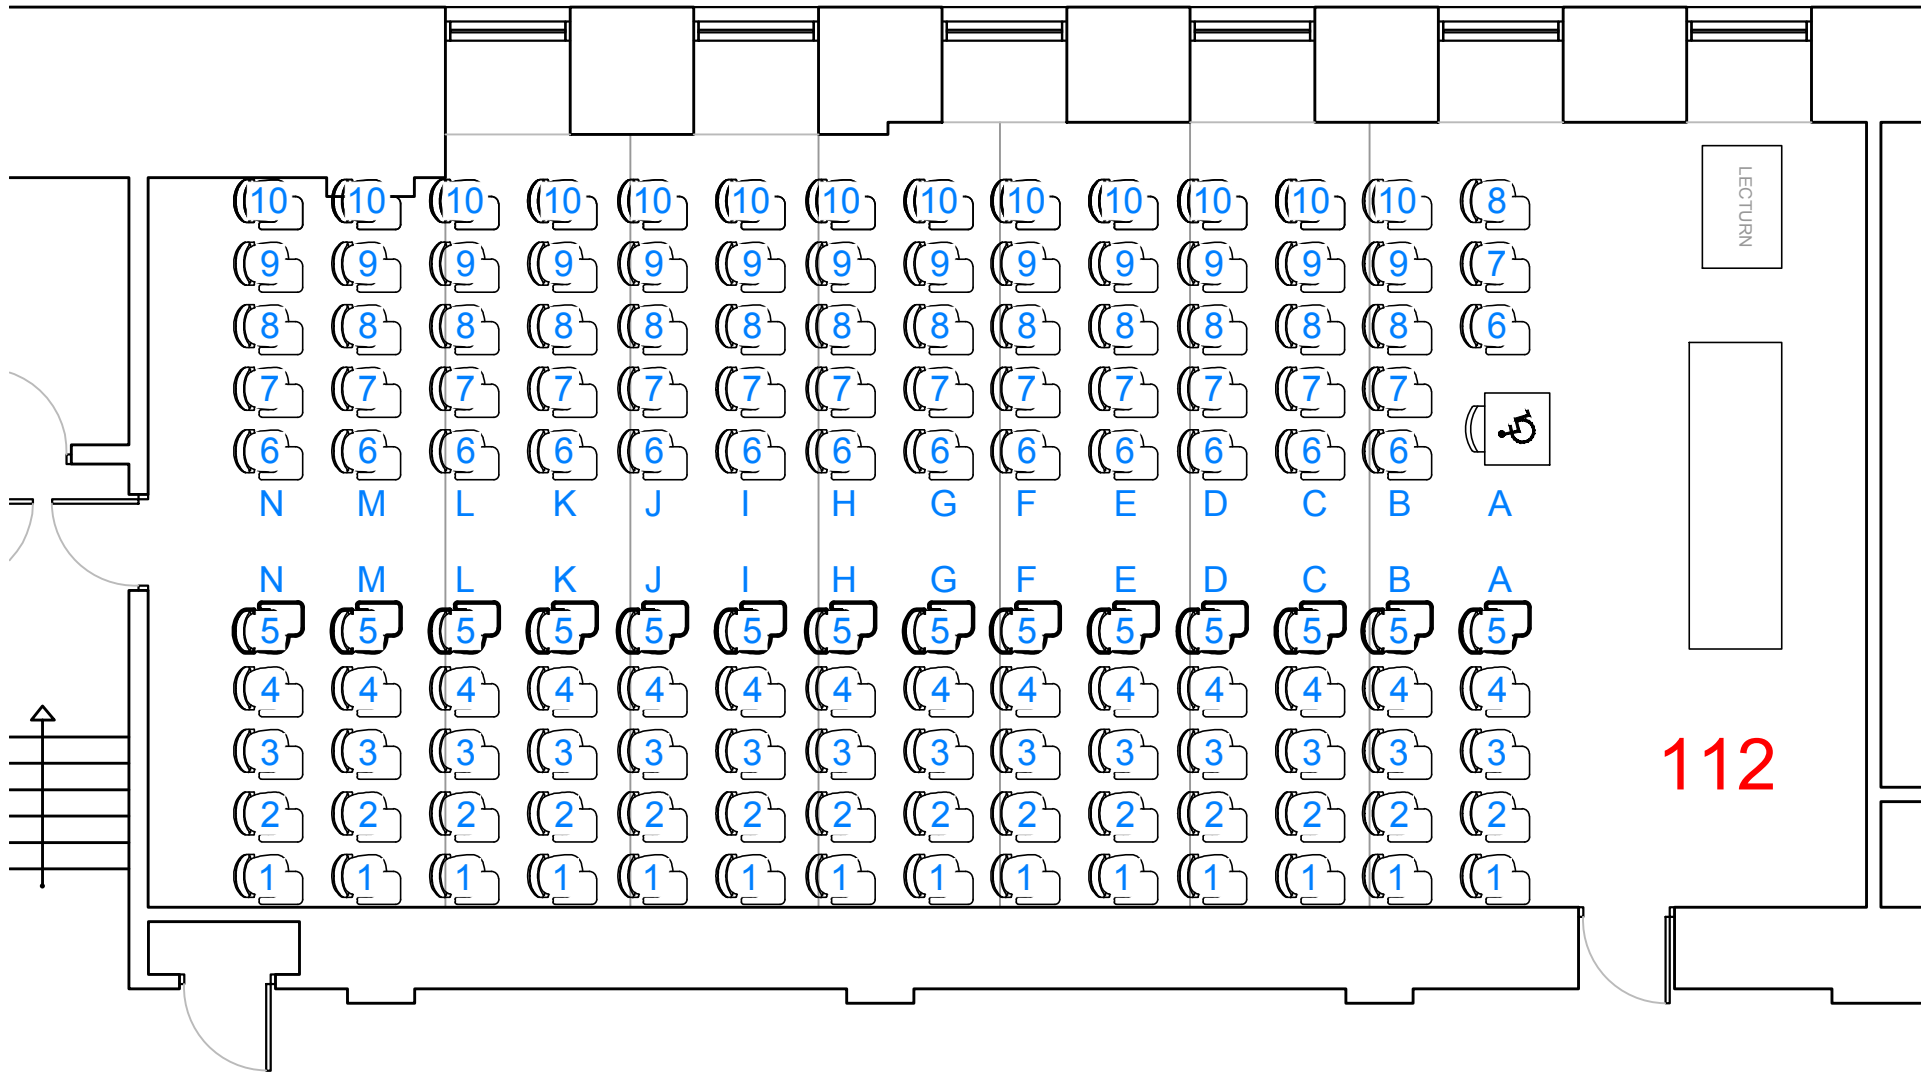 10 10 10 10 10 10 10 10 10 10 10 10 10 8
LECTURN
9 9 9 9 9 9 9 9 9 9 9 9 9 7
8 8 8 8 8 8 8 8 8 8 8 8 8 6
7 7 7 7 7 7 7 7 7 7 7 7 7
6 6 6 6 6 6 6 6 6 6 6 6 6
N M L K J I H G F E D C B A
N M L K J I H G F E D C B A
5 5 5 5 5 5 5 5 5 5 5 5 5 5
4 4 4 4 4 4 4 4 4 4 4 4 4 4
3 3 3 3 3 3 3 3 3 3 3 3 3 3
112
2 2 2 2 2 2 2 2 2 2 2 2 2 2
1 1 1 1 1 1 1 1 1 1 1 1 1 1